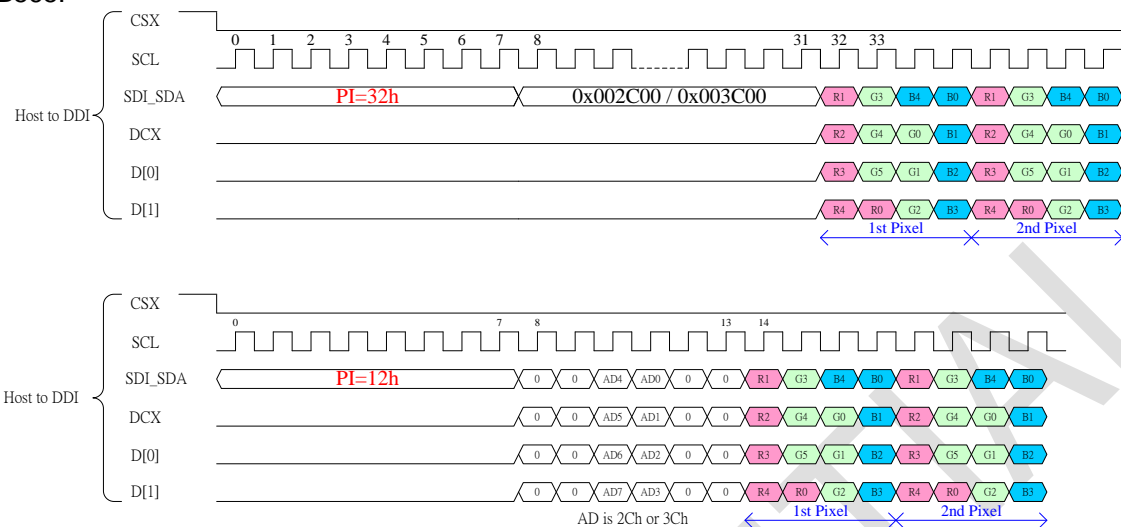 CSX
0 1 2 3 4 5 6 7 8 31 32 33
SCL
SDI_SDA PI=32h 0x002C00 / 0x003C00 R1 G3 B4 B0 R1 G3 B4 B0
Host to DDI
DCX R2 G4 G0 B1 R2 G4 G0 B1
D[0] R3 G5 G1 B2 R3 G5 G1 B2
D[1] R4 R0 G2 B3 R4 R0 G2 B3
1st Pixel 2nd Pixel
CSX
0 7 8 13 14
SCL
SDI_SDA PI=12h 0 0 AD4 AD0 0 0 R1 G3 B4 B0 R1 G3 B4 B0
Host to DDI
DCX 0 0 AD5 AD1 0 0 R2 G4 G0 B1 R2 G4 G0 B1
D[0] 0 0 AD6 AD2 0 0 R3 G5 G1 B2 R3 G5 G1 B2
D[1] 0 0 AD7 AD3 0 0 R4 R0 G2 B3 R4 R0 G2 B3
AD is 2Ch or 3Ch 1st Pixel 2nd Pixel